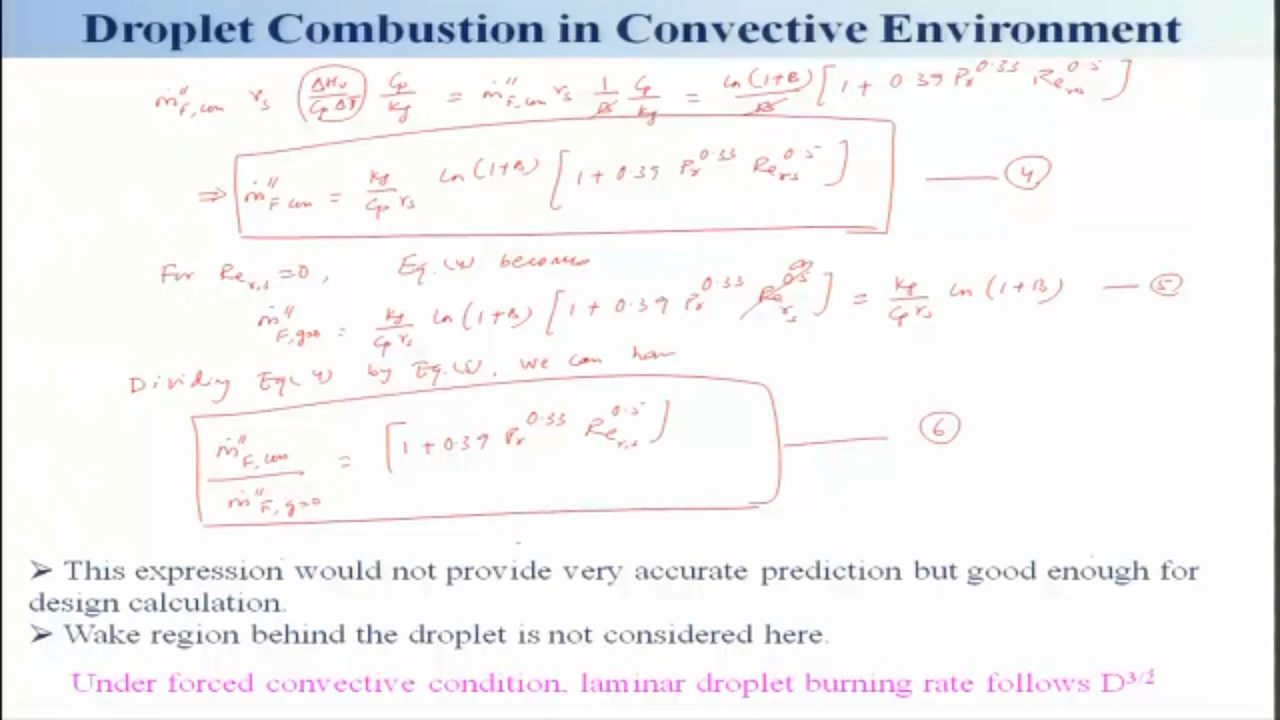 Droplet Combustion in Convective Environment
ṁ″F,con rs (ΔHv / Cp ΔT) Cp/kg = ṁ″F,con rs 1/B Cp/kg = ln(1+B)/B [1 + 0.39 Pr^0.33 Re rs^0.5]
⇒ ṁ″F con = kg/Cp rs ln(1+B) [1 + 0.39 Pr^0.33 Re rs^0.5] — 4
For Re r,s = 0, Eq. (4) becomes
ṁ″F,g=0 = kg/Cp rs ln(1+B) [1 + 0.39 Pr^0.33 Re rs^0.5] = kg/Cp rs ln(1+B) — 5
Dividing Eq(4) by Eq.(5), we can have
ṁ″F,con / ṁ″F,g=0 = [1 + 0.39 Pr^0.33 Re r,s^0.5] — 6
➢ This expression would not provide very accurate prediction but good enough for
design calculation.
➢ Wake region behind the droplet is not considered here.
Under forced convective condition, laminar droplet burning rate follows D^3/2